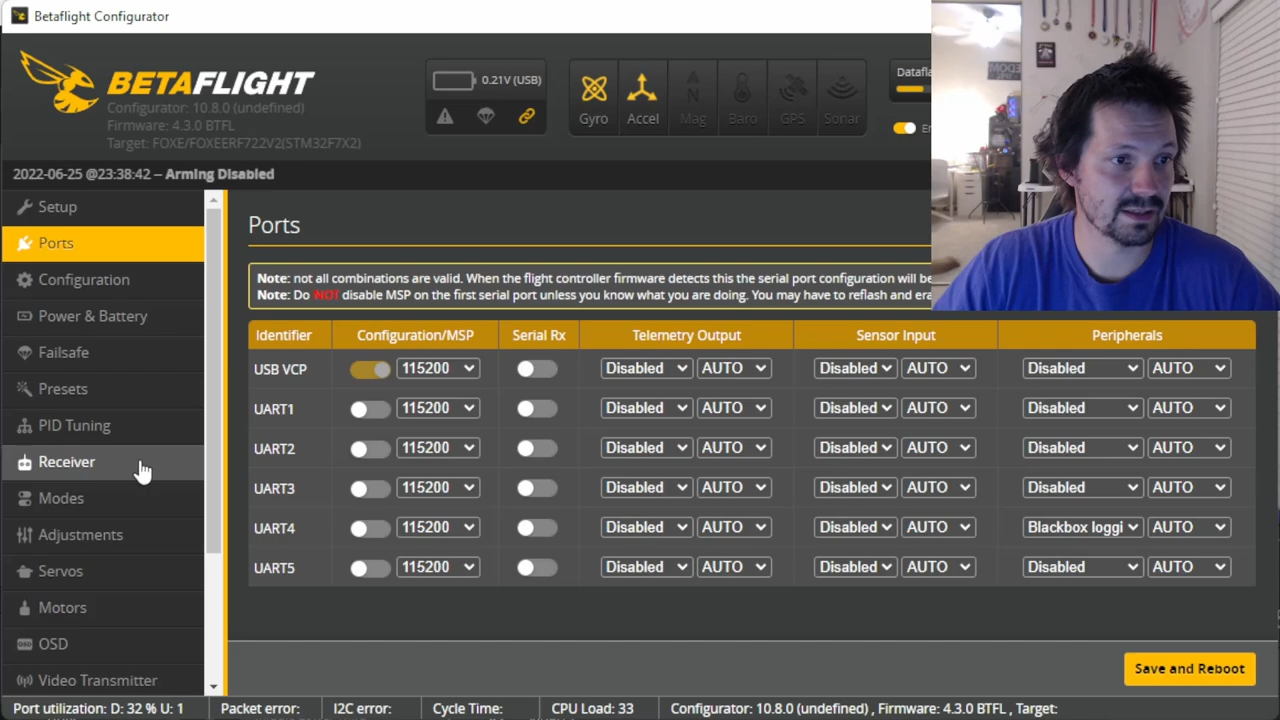 Betaflight Configurator
BETAFLIGHT
Configurator: 10.8.0 (undefined)
Firmware: 4.3.0 BTFL
Target: FOXE/FOXEERF722V2(STM32F7X2)
0.21V (USB)
Gyro
Accel
Mag
Baro
GPS
Sonar
Datafla
En
2022-06-25 @23:38:42 – Arming Disabled
Setup
Ports
Configuration
Power & Battery
Failsafe
Presets
PID Tuning
Receiver
Modes
Adjustments
Servos
Motors
OSD
Video Transmitter
Ports
Note: not all combinations are valid. When the flight controller firmware detects this the serial port configuration will be
Note: Do NOT disable MSP on the first serial port unless you know what you are doing. You may have to reflash and era
Identifier Configuration/MSP Serial Rx Telemetry Output Sensor Input Peripherals
USB VCP 115200 Disabled AUTO Disabled AUTO Disabled AUTO
UART1 115200 Disabled AUTO Disabled AUTO Disabled AUTO
UART2 115200 Disabled AUTO Disabled AUTO Disabled AUTO
UART3 115200 Disabled AUTO Disabled AUTO Disabled AUTO
UART4 115200 Disabled AUTO Disabled AUTO Blackbox loggi AUTO
UART5 115200 Disabled AUTO Disabled AUTO Disabled AUTO
Save and Reboot
Port utilization: D: 32 % U: 1 Packet error: I2C error: Cycle Time: CPU Load: 33 Configurator: 10.8.0 (undefined) , Firmware: 4.3.0 BTFL , Target: